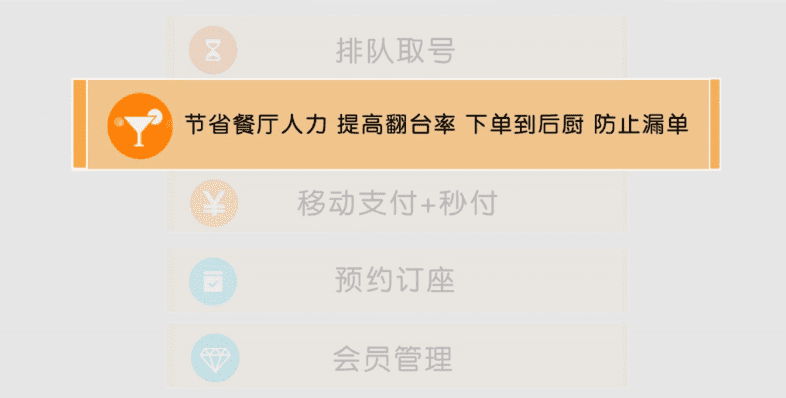 排队取号
节省餐厅人力 提高翻台率 下单到后厨 防止漏单
移动支付+秒付
预约订座
会员管理